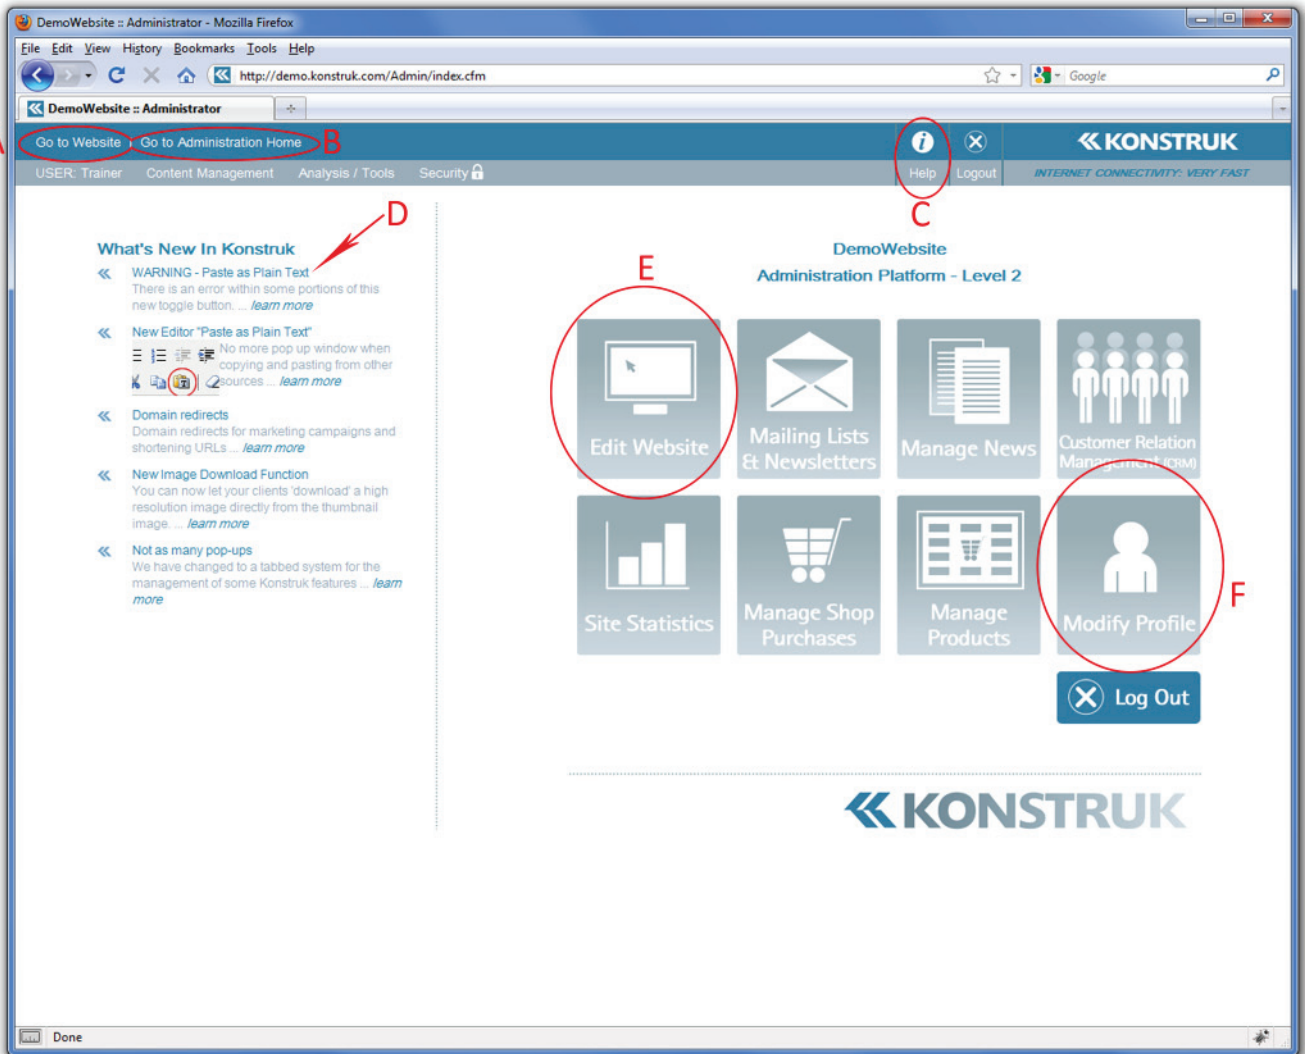 DemoWebsite :: Administrator - Mozilla Firefox
File Edit View History Bookmarks Tools Help
http://demo.konstruk.com/Admin/index.cfm
Google
DemoWebsite :: Administrator
A
Go to Website | Go to Administration Home
B
Help
Logout
KONSTRUK
USER: Trainer Content Management Analysis / Tools Security
INTERNET CONNECTIVITY: VERY FAST
C
D
What's New In Konstruk
WARNING - Paste as Plain Text
There is an error within some portions of this
new toggle button. ... learn more
New Editor "Paste as Plain Text"
No more pop up window when
copying and pasting from other
sources ... learn more
Domain redirects
Domain redirects for marketing campaigns and
shortening URLs ... learn more
New Image Download Function
You can now let your clients 'download' a high
resolution image directly from the thumbnail
image. ... learn more
Not as many pop-ups
We have changed to a tabbed system for the
management of some Konstruk features ... learn
more
DemoWebsite
Administration Platform - Level 2
E
Edit Website
Mailing Lists
& Newsletters
Manage News
Customer Relation
Management (CRM)
Site Statistics
Manage Shop
Purchases
Manage
Products
Modify Profile
F
Log Out
KONSTRUK
Done